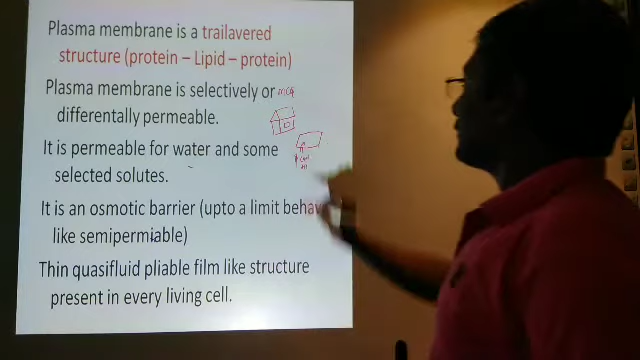 Plasma membrane is a trailavered
structure (protein – Lipid – protein)
Plasma membrane is selectively or
differentally permeable.
It is permeable for water and some
selected solutes.
It is an osmotic barrier (upto a limit behav
like semipermiable)
Thin quasifluid pliable film like structure
present in every living cell.